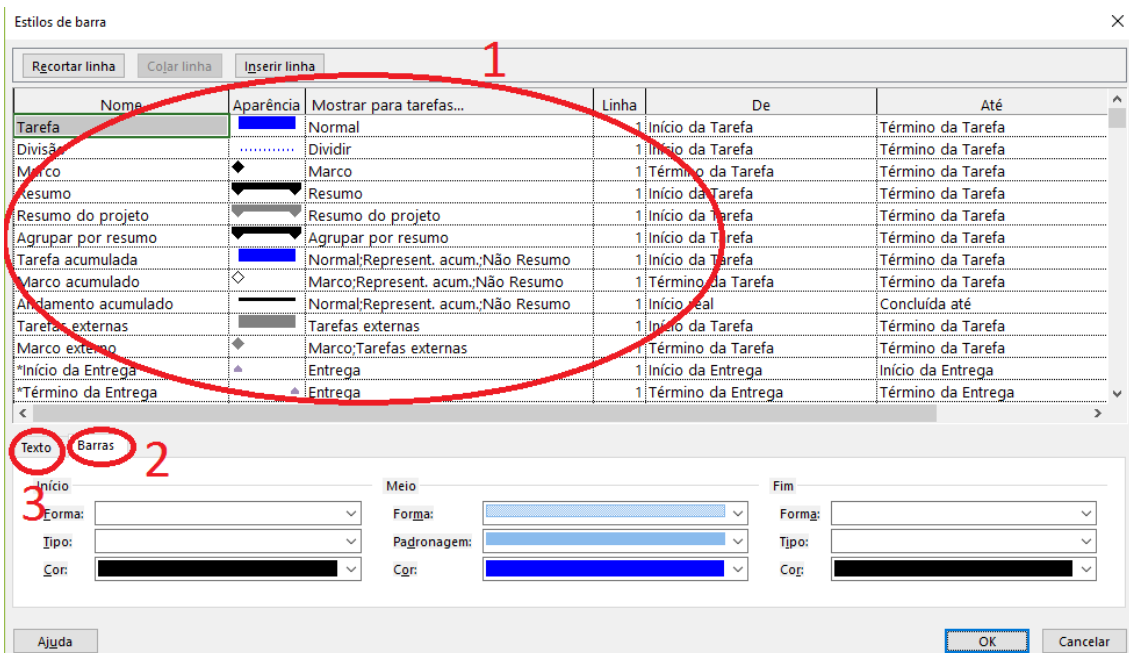 Estilos de barra
Recortar linha Colar linha Inserir linha 1
Nome Aparência Mostrar para tarefas... Linha De Até
Tarefa Normal 1 Início da Tarefa Término da Tarefa
Divisão Dividir 1 Início da Tarefa Término da Tarefa
Marco Marco 1 Término da Tarefa Término da Tarefa
Resumo Resumo 1 Início da Tarefa Término da Tarefa
Resumo do projeto Resumo do projeto 1 Início da Tarefa Término da Tarefa
Agrupar por resumo Agrupar por resumo 1 Início da Tarefa Término da Tarefa
Tarefa acumulada Normal;Represent. acum.;Não Resumo 1 Início da Tarefa Término da Tarefa
Marco acumulado Marco;Represent. acum.;Não Resumo 1 Término da Tarefa Término da Tarefa
Andamento acumulado Normal;Represent. acum.;Não Resumo 1 Início real Concluída até
Tarefas externas Tarefas externas 1 Início da Tarefa Término da Tarefa
Marco externo Marco;Tarefas externas 1 Término da Tarefa Término da Tarefa
*Início da Entrega Entrega 1 Início da Entrega Início da Entrega
*Término da Entrega Entrega 1 Término da Entrega Término da Entrega
Texto Barras 2
3
Início Meio Fim
Forma: Forma: Forma:
Tipo: Padronagem: Tipo:
Cor: Cor: Cor:
Ajuda OK Cancelar